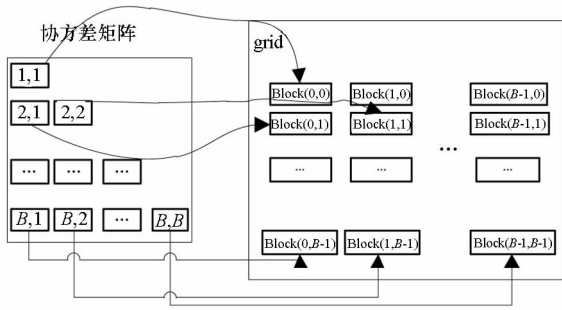 协方差矩阵
grid
1,1
2,1 2,2
... ... ...
B,1 B,2 ... B,B
Block(0,0) Block(1,0) Block(B-1,0)
Block(0,1) Block(1,1) Block(B-1,1)
...
... ... ...
Block(0,B-1) Block(1,B-1) Block(B-1,B-1)